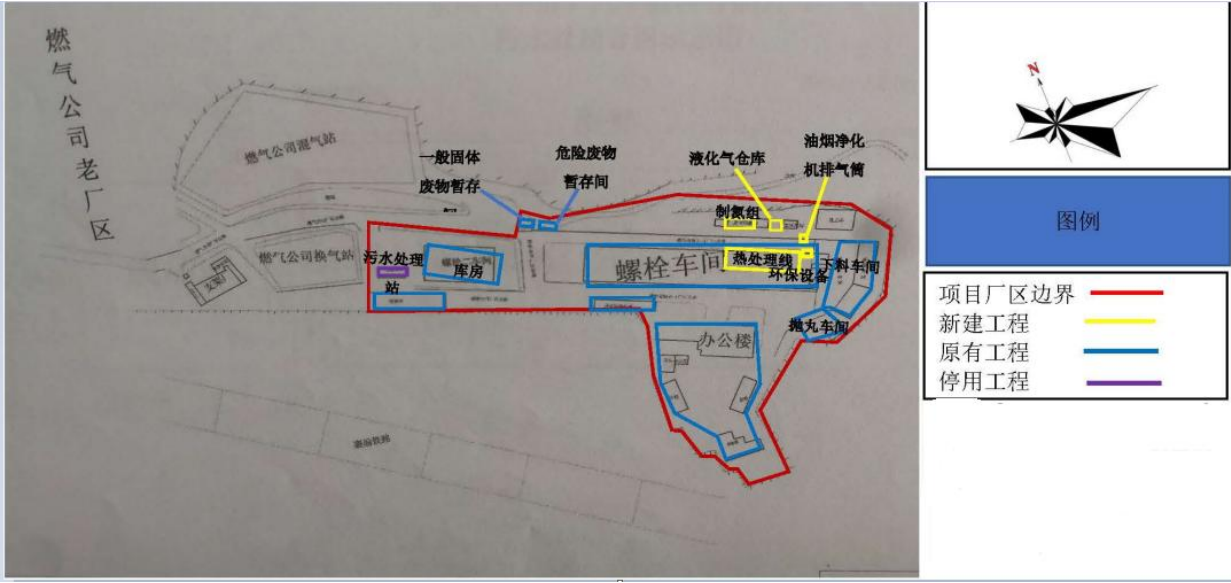 燃气公司老厂区
燃气公司混气站
一般固体
废物暂存
间
危险废物
暂存间
液化气仓库
油烟净化
机排气筒
制氮组
燃气公司换气站
污水处理
站
库房
螺栓车间
热处理线
环保设备
下料车间
抛丸车间
办公楼
N
图例
项目厂区边界
新建工程
原有工程
停用工程